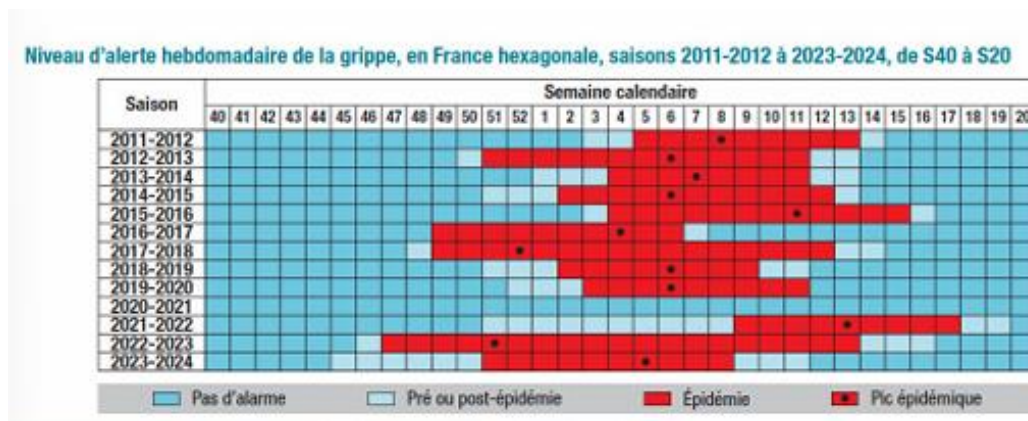 Niveau d'alerte hebdomadaire de la grippe, en France hexagonale, saisons 2011-2012 à 2023-2024, de S40 à S20
Saison
Semaine calendaire
40 41 42 43 44 45 46 47 48 49 50 51 52 1 2 3 4 5 6 7 8 9 10 11 12 13 14 15 16 17 18 19 20
2011-2012
2012-2013
2013-2014
2014-2015
2015-2016
2016-2017
2017-2018
2018-2019
2019-2020
2020-2021
2021-2022
2022-2023
2023-2024
Pas d'alarme Pré ou post-épidémie Épidémie Pic épidémique